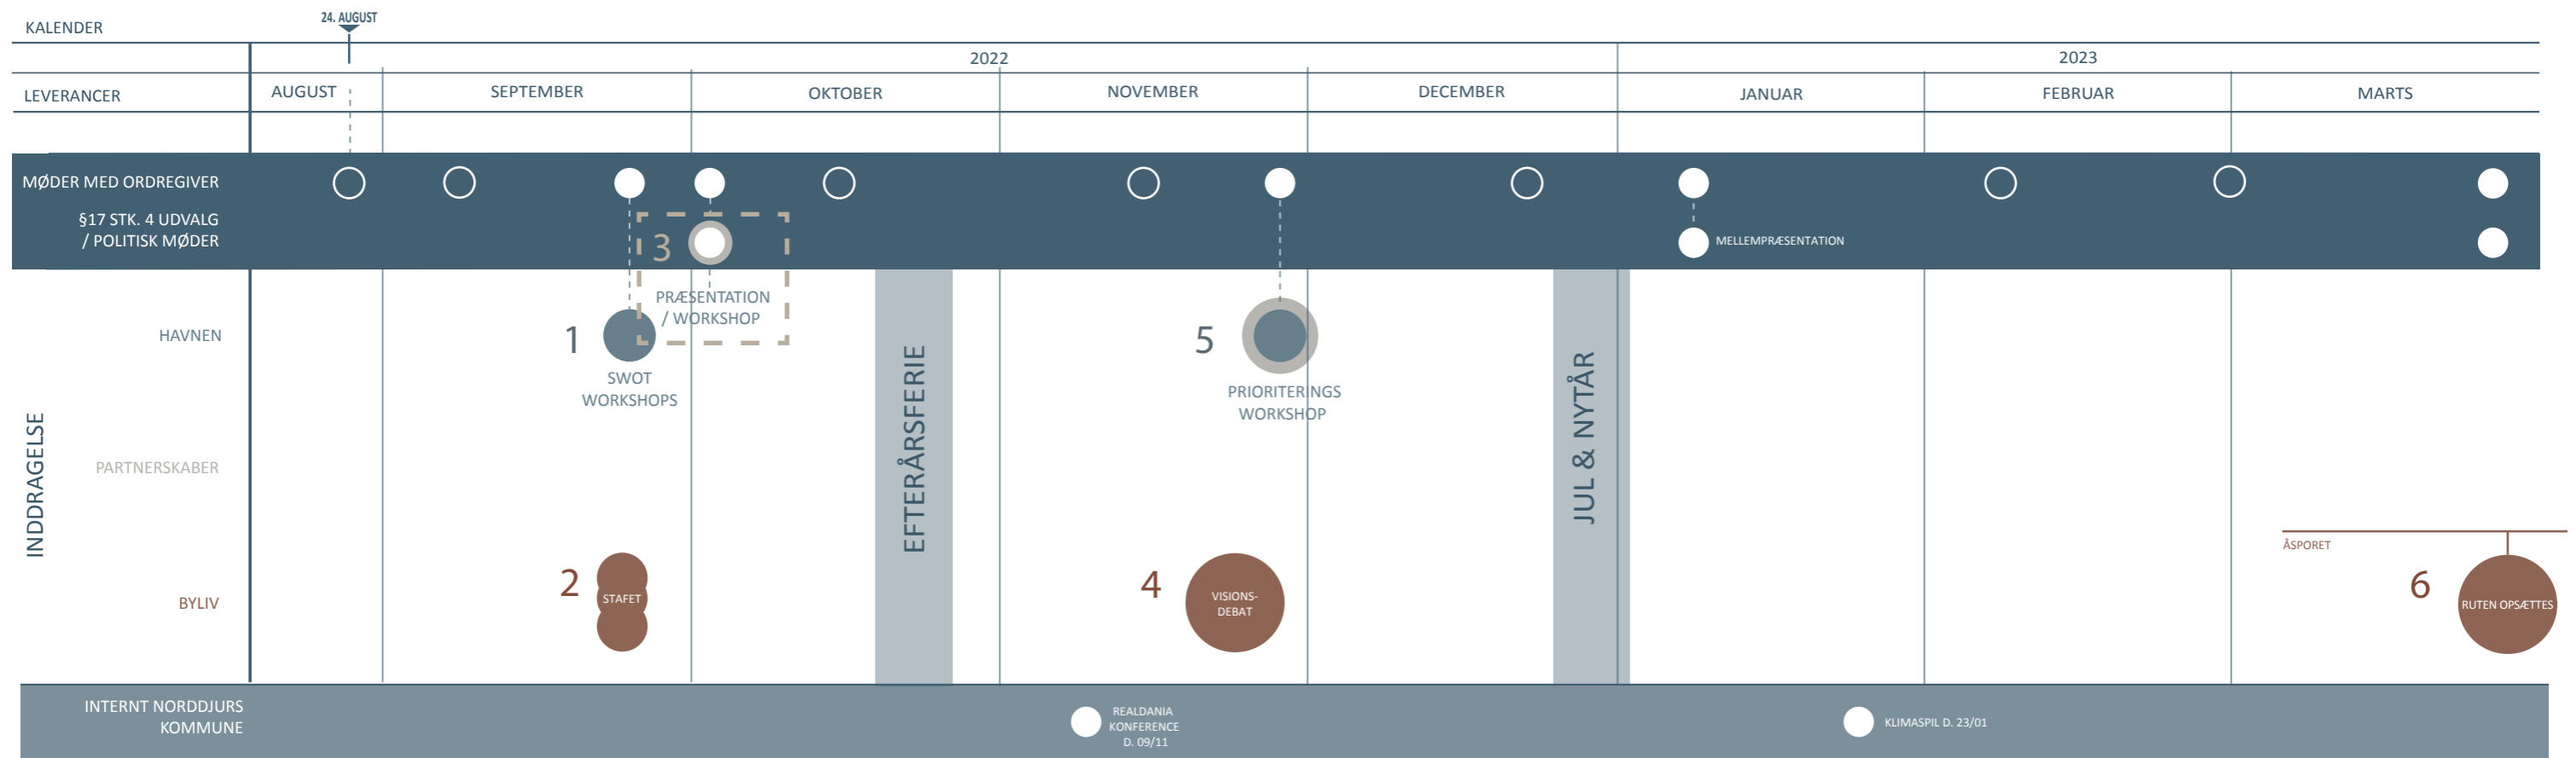 24. AUGUST
KALENDER
2022
2023
LEVERANCER
AUGUST
SEPTEMBER
OKTOBER
NOVEMBER
DECEMBER
JANUAR
FEBRUAR
MARTS
MØDER MED ORDREGIVER
§17 STK. 4 UDVALG
/ POLITISK MØDER
3
MELLEMPRÆSENTATION
PRÆSENTATION
/ WORKSHOP
HAVNEN
1
SWOT
WORKSHOPS
5
PRIORITERINGS
WORKSHOP
EFTERÅRSFERIE
JUL & NYTÅR
INDDRAGELSE
PARTNERSKABER
ÅSPORET
BYLIV
2
STAFET
4
VISIONS-
DEBAT
6
RUTEN OPSÆTTES
INTERNT NORDDJURS
KOMMUNE
REALDANIA
KONFERENCE
D. 09/11
KLIMASPIL D. 23/01